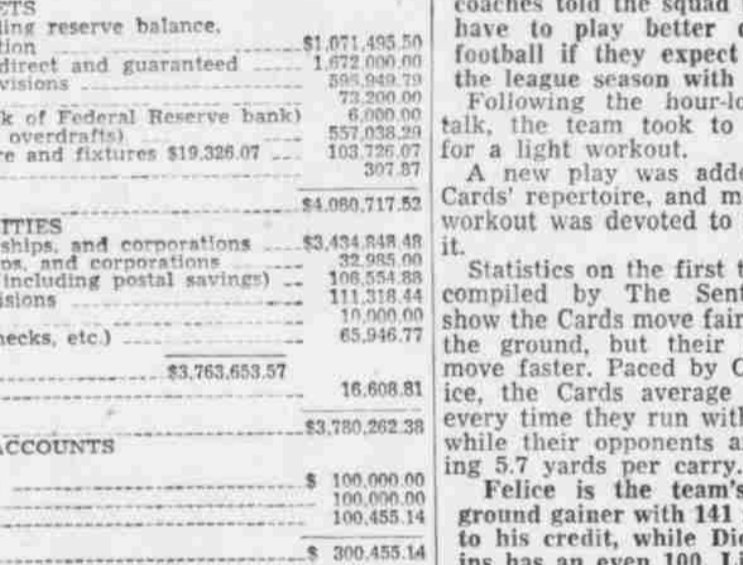 ETS
ling reserve balance,
tion $1,071,495.50
direct and guaranteed 1,672,000.00
visions 595,949.79
73,200.00
k of Federal Reserve bank) 6,000.00
overdrafts) 557,038.29
re and fixtures $19,326.07 103,726.07
307.87
$4,080,717.52
ITIES
ships, and corporations $3,434,848.48
ps, and corporations 32,985.00
including postal savings) 108,554.88
isions 111,318.44
10,000.00
hecks, etc.) 65,946.77
$3,763,653.57
16,608.81
$3,780,262.38
ACCOUNTS
$ 100,000.00
100,000.00
100,455.14
$ 300,455.14
coaches told the squad
have to play better
football if they expect
the league season with
Following the hour-lo
talk, the team took to
for a light workout.
A new play was adde
Cards' repertoire, and m
workout was devoted to
it.
Statistics on the first t
compiled by The Sent
show the Cards move fair
the ground, but their
move faster. Paced by
ice, the Cards average
every time they run with
while their opponents a
ing 5.7 yards per carry.
Felice is the team's
ground gainer with 141
to his credit, while Di
ins has an even 100. Li